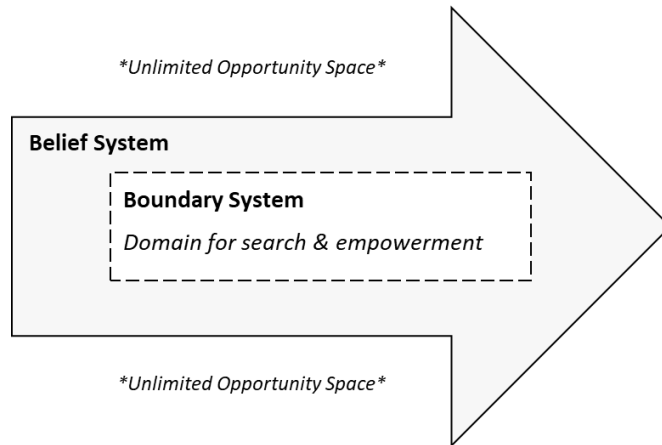 *Unlimited Opportunity Space*
Belief System
Boundary System
Domain for search & empowerment
*Unlimited Opportunity Space*